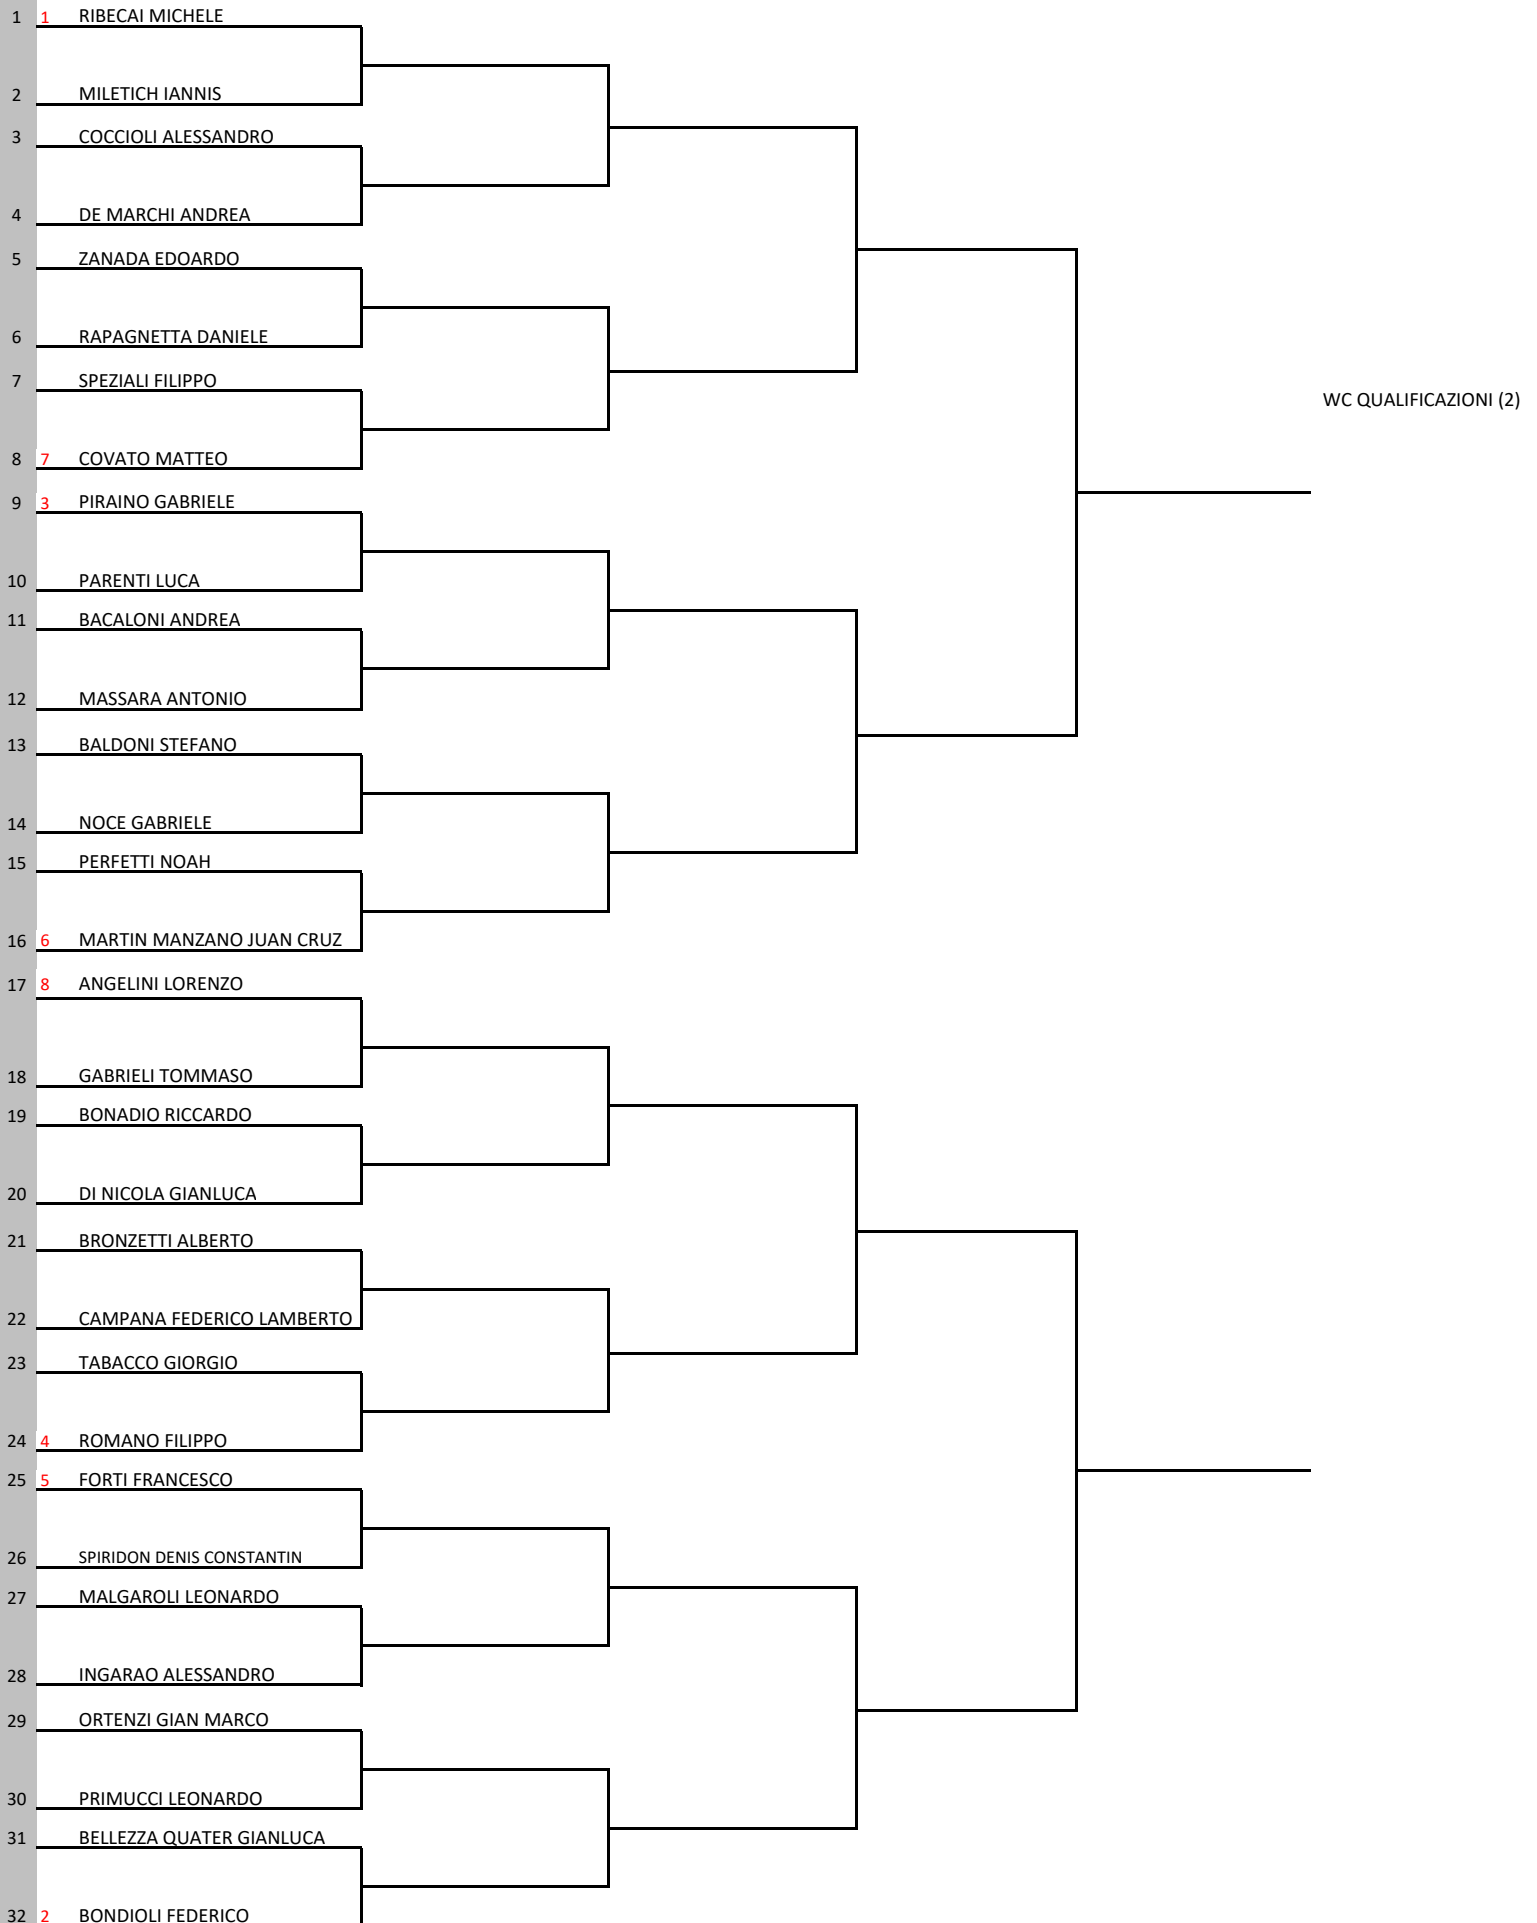 1 1 RIBECAI MICHELE
2 MILETICH IANNIS
3 COCCIOLI ALESSANDRO
4 DE MARCHI ANDREA
5 ZANADA EDOARDO
6 RAPAGNETTA DANIELE
7 SPEZIALI FILIPPO
WC QUALIFICAZIONI (2)
8 7 COVATO MATTEO
9 3 PIRAINO GABRIELE
10 PARENTI LUCA
11 BACALONI ANDREA
12 MASSARA ANTONIO
13 BALDONI STEFANO
14 NOCE GABRIELE
15 PERFETTI NOAH
16 6 MARTIN MANZANO JUAN CRUZ
17 8 ANGELINI LORENZO
18 GABRIELI TOMMASO
19 BONADIO RICCARDO
20 DI NICOLA GIANLUCA
21 BRONZETTI ALBERTO
22 CAMPANA FEDERICO LAMBERTO
23 TABACCO GIORGIO
24 4 ROMANO FILIPPO
25 5 FORTI FRANCESCO
26 SPIRIDON DENIS CONSTANTIN
27 MALGAROLI LEONARDO
28 INGARAO ALESSANDRO
29 ORTENZI GIAN MARCO
30 PRIMUCCI LEONARDO
31 BELLEZZA QUATER GIANLUCA
32 2 BONDIOLI FEDERICO